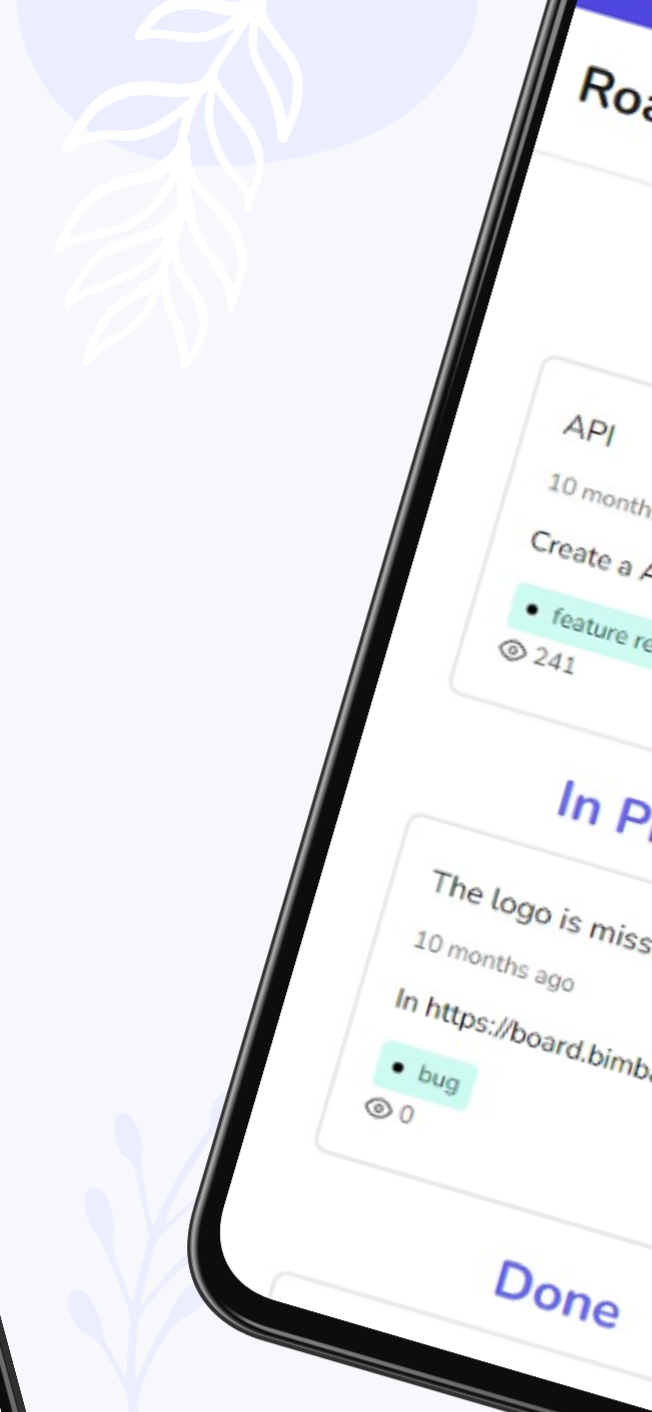 Roa
API
10 month
Create a A
feature re
241
In P
The logo is miss
10 months ago
In https://board.bimba
bug
0
Done